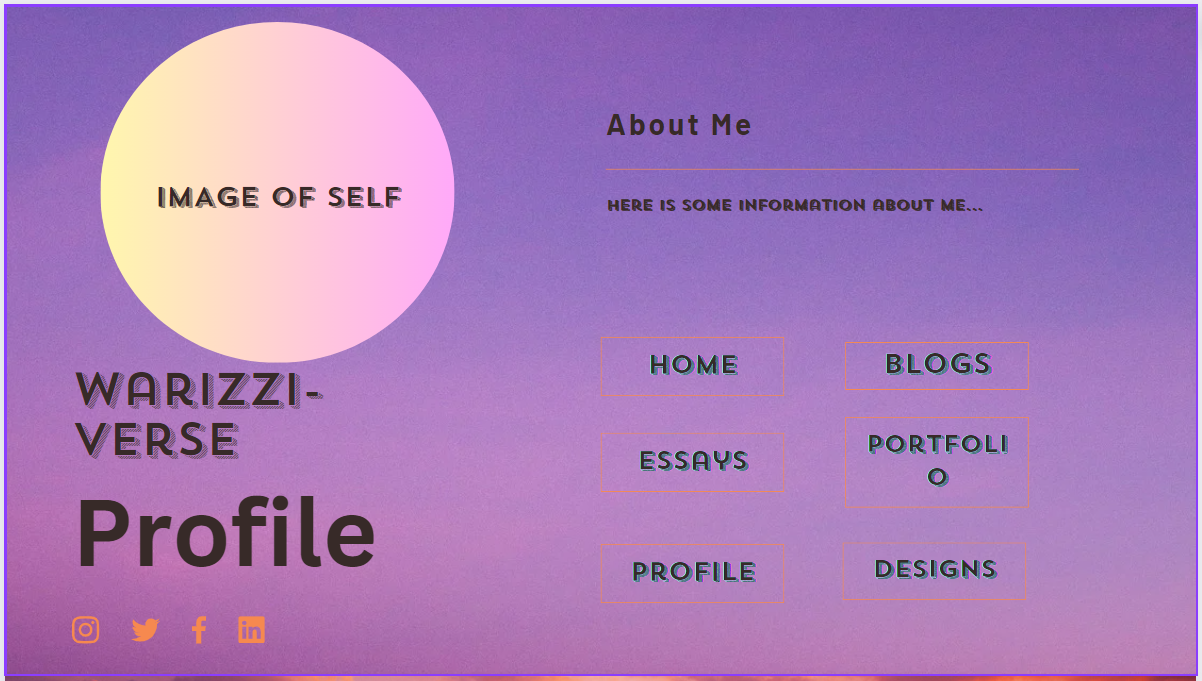 IMAGE OF SELF
WARIZZI-
VERSE
Profile
About Me
HERE IS SOME INFORMATION ABOUT ME...
HOME
BLOGS
ESSAYS
PORTFOLI
O
PROFILE
DESIGNS